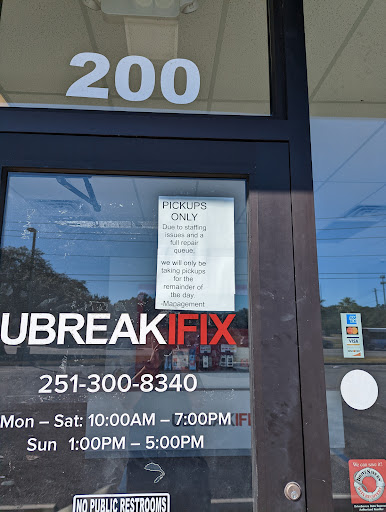 200
PICKUPS
ONLY
Due to staffing
issues and a
full repair
queue,
we will only be
taking pickups
for the
remainder of
the day.
-Management
UBREAKIFIX
251-300-8340
Mon – Sat: 10:00AM – 7:00PM
Sun 1:00PM – 5:00PM
NO PUBLIC RESTROOMS
VISA